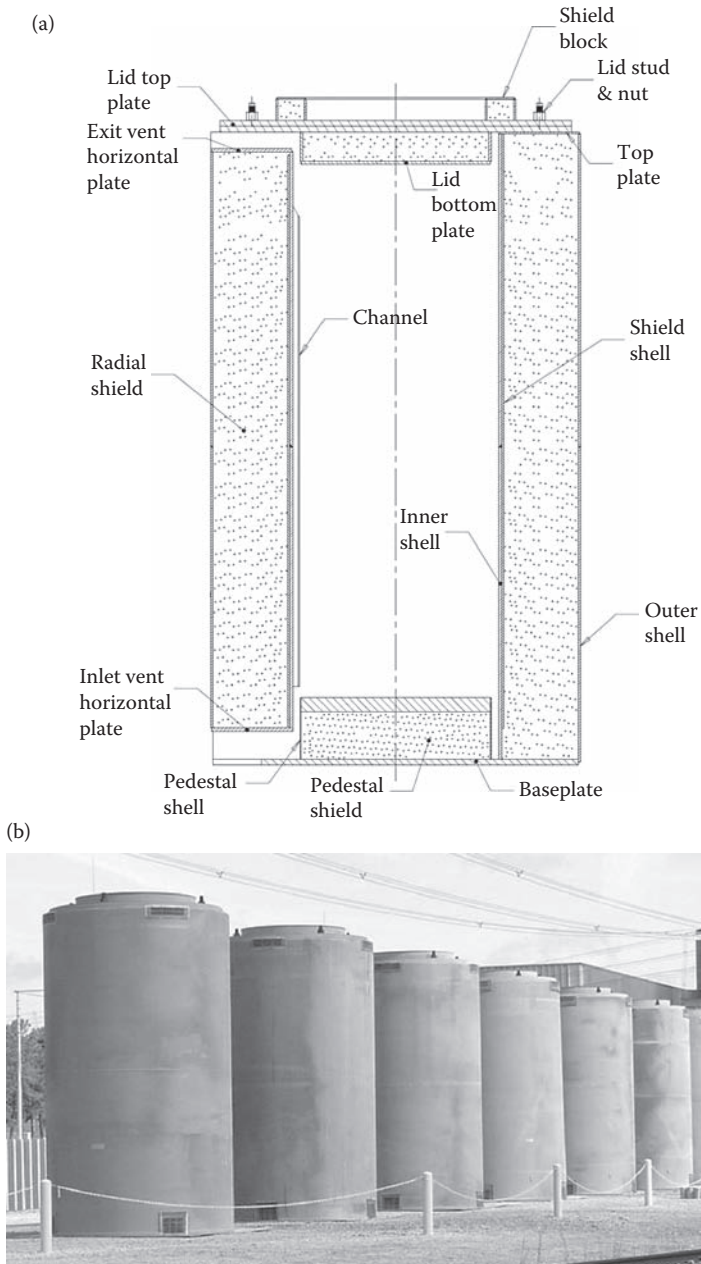 (a)
Shield
block
Lid stud
& nut
Lid top
plate
Exit vent
horizontal
plate
Top
plate
Lid
bottom
plate
Channel
Shield
shell
Radial
shield
Inner
shell
Outer
shell
Inlet vent
horizontal
plate
Pedestal
shell
Pedestal
shield
Baseplate
(b)